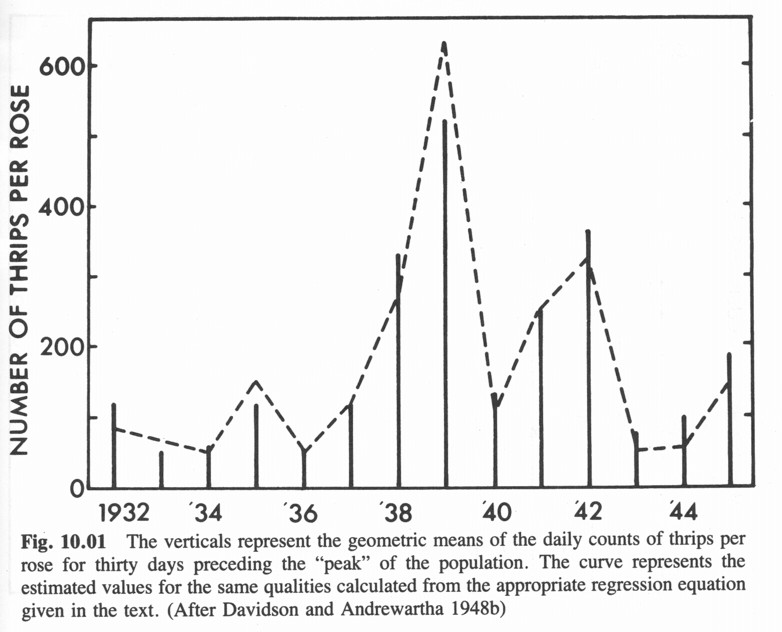 NUMBER OF THRIPS PER ROSE
600
400
200
0
1932 '34 '36 '38 '40 '42 '44
Fig. 10.01 The verticals represent the geometric means of the daily counts of thrips per
rose for thirty days preceding the “peak” of the population. The curve represents the
estimated values for the same qualities calculated from the appropriate regression equation
given in the text. (After Davidson and Andrewartha 1948b)